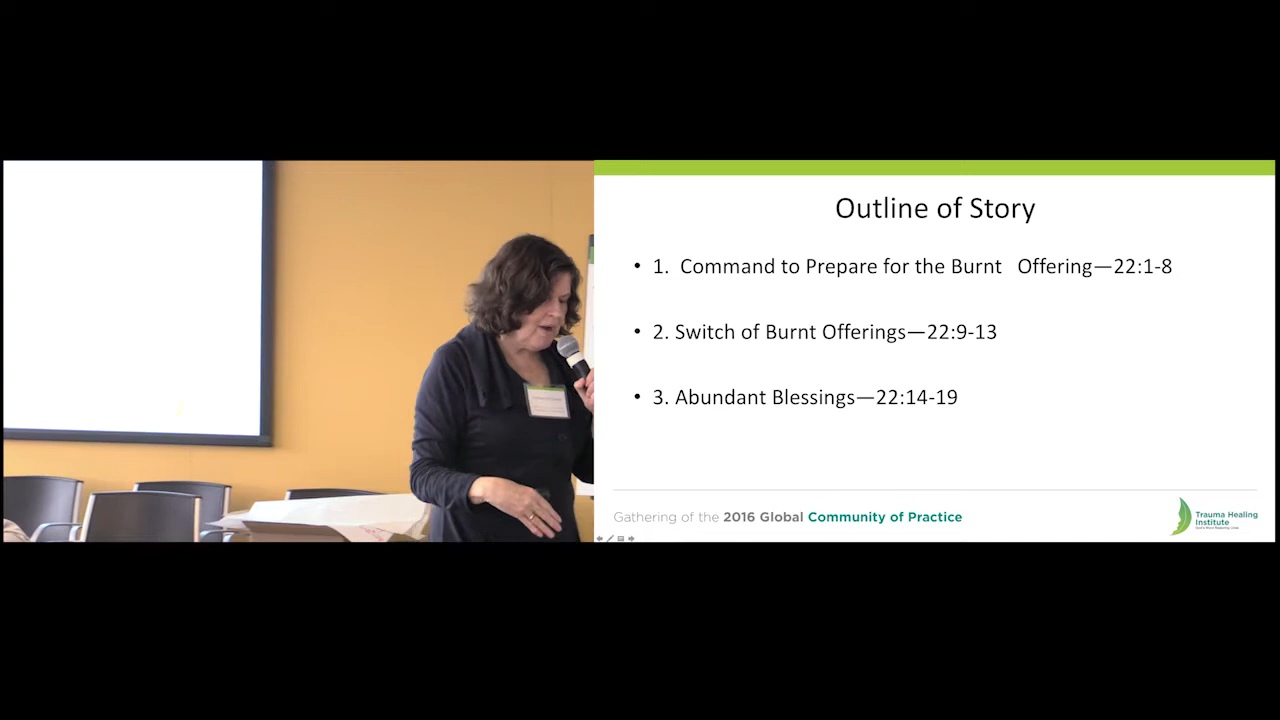 Outline of Story
• 1. Command to Prepare for the Burnt Offering—22:1-8
• 2. Switch of Burnt Offerings—22:9-13
• 3. Abundant Blessings—22:14-19
Gathering of the 2016 Global Community of Practice
Trauma Healing
Institute